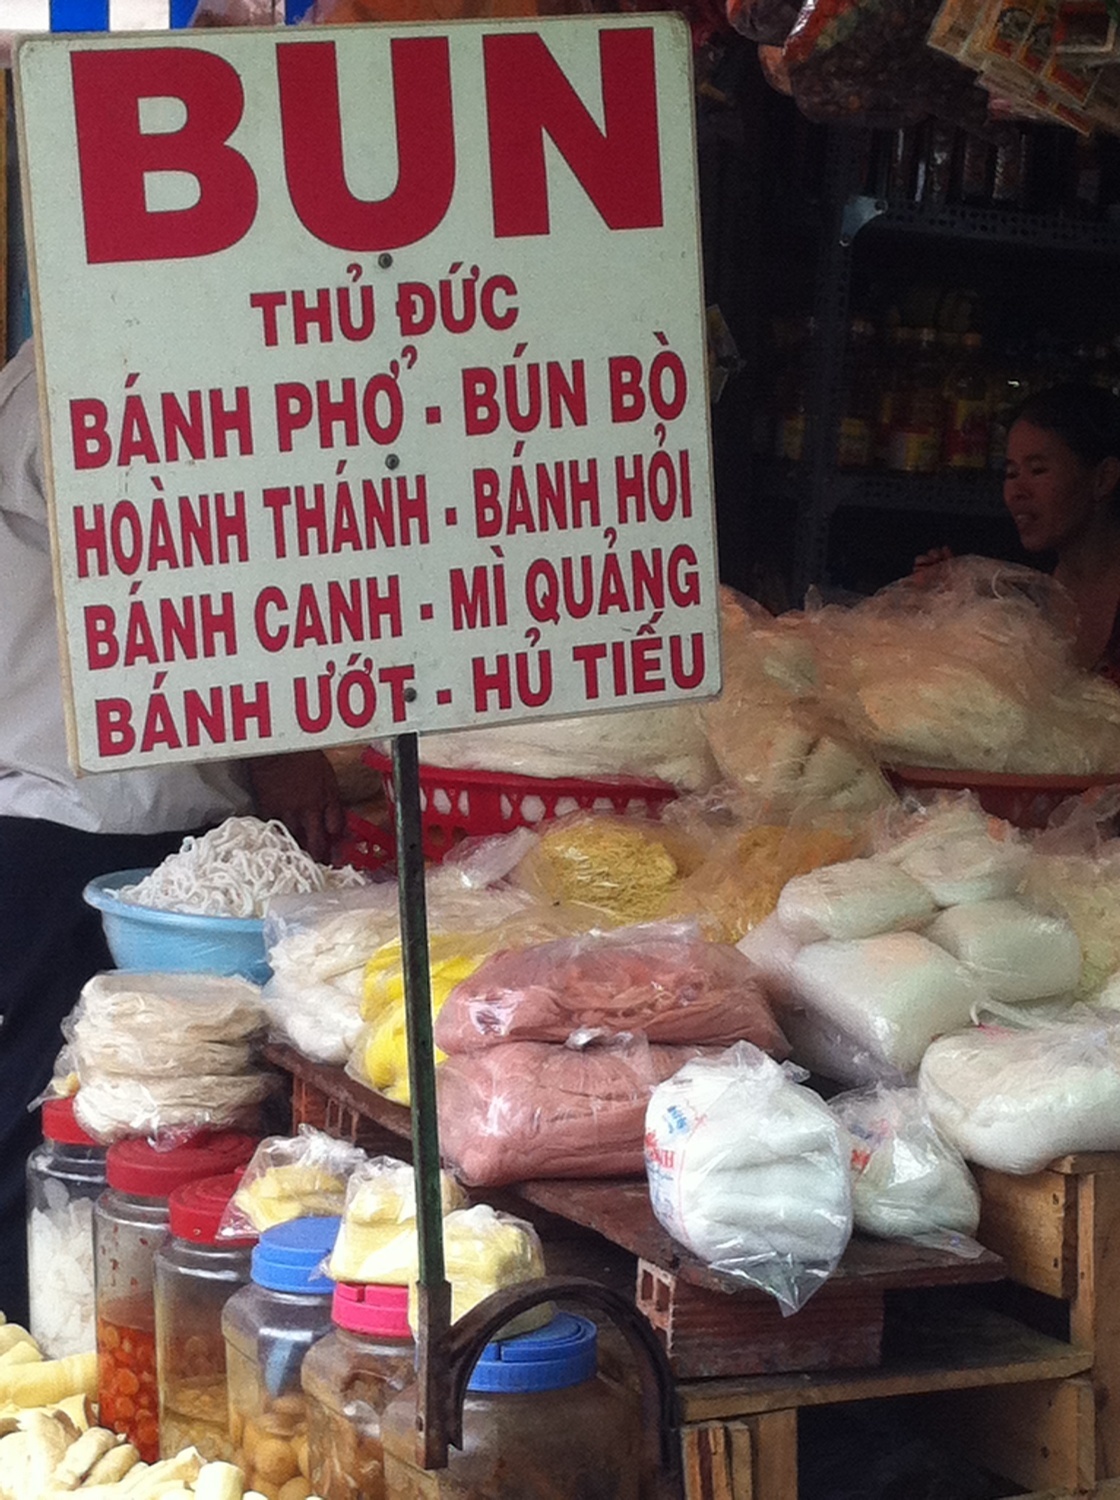 BUN
THỦ ĐỨC
BÁNH PHỞ - BÚN BÒ
HOÀNH THÁNH - BÁNH HỎI
BÁNH CANH - MÌ QUẢNG
BÁNH ƯỚT - HỦ TIẾU